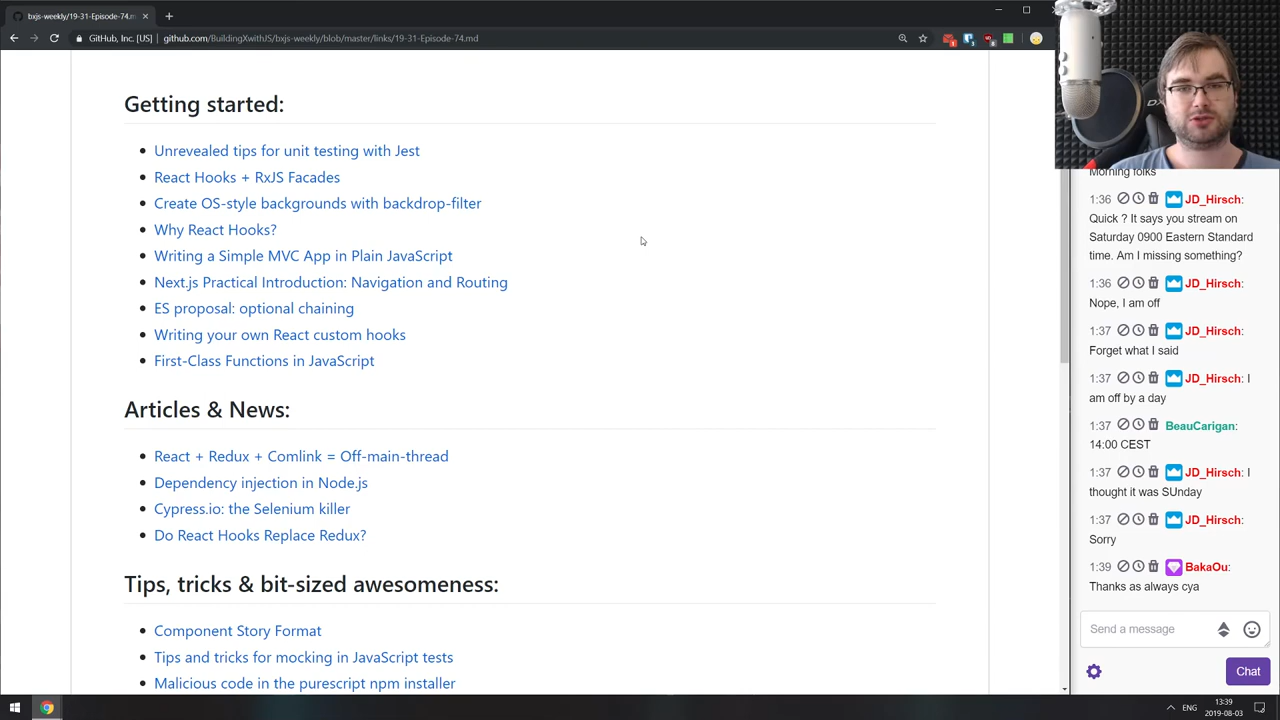 bxjs-weekly/19-31-Episode-74.m
GitHub, Inc. [US]
github.com/BuildingXwithJS/bxjs-weekly/blob/master/links/19-31-Episode-74.md
Getting started:
Unrevealed tips for unit testing with Jest
React Hooks + RxJS Facades
Create OS-style backgrounds with backdrop-filter
Why React Hooks?
Writing a Simple MVC App in Plain JavaScript
Next.js Practical Introduction: Navigation and Routing
ES proposal: optional chaining
Writing your own React custom hooks
First-Class Functions in JavaScript
Articles & News:
React + Redux + Comlink = Off-main-thread
Dependency injection in Node.js
Cypress.io: the Selenium killer
Do React Hooks Replace Redux?
Tips, tricks & bit-sized awesomeness:
Component Story Format
Tips and tricks for mocking in JavaScript tests
Malicious code in the purescript npm installer
Morning folks
1:36 JD_Hirsch:
Quick ? It says you stream on
Saturday 0900 Eastern Standard
time. Am I missing something?
1:36 JD_Hirsch:
Nope, I am off
1:37 JD_Hirsch:
Forget what I said
1:37 JD_Hirsch: I
am off by a day
1:37 BeauCarigan:
14:00 CEST
1:37 JD_Hirsch: I
thought it was SUnday
1:37 JD_Hirsch:
Sorry
1:39 BakaOu:
Thanks as always cya
Send a message
Chat
ENG
13:39
2019-08-03